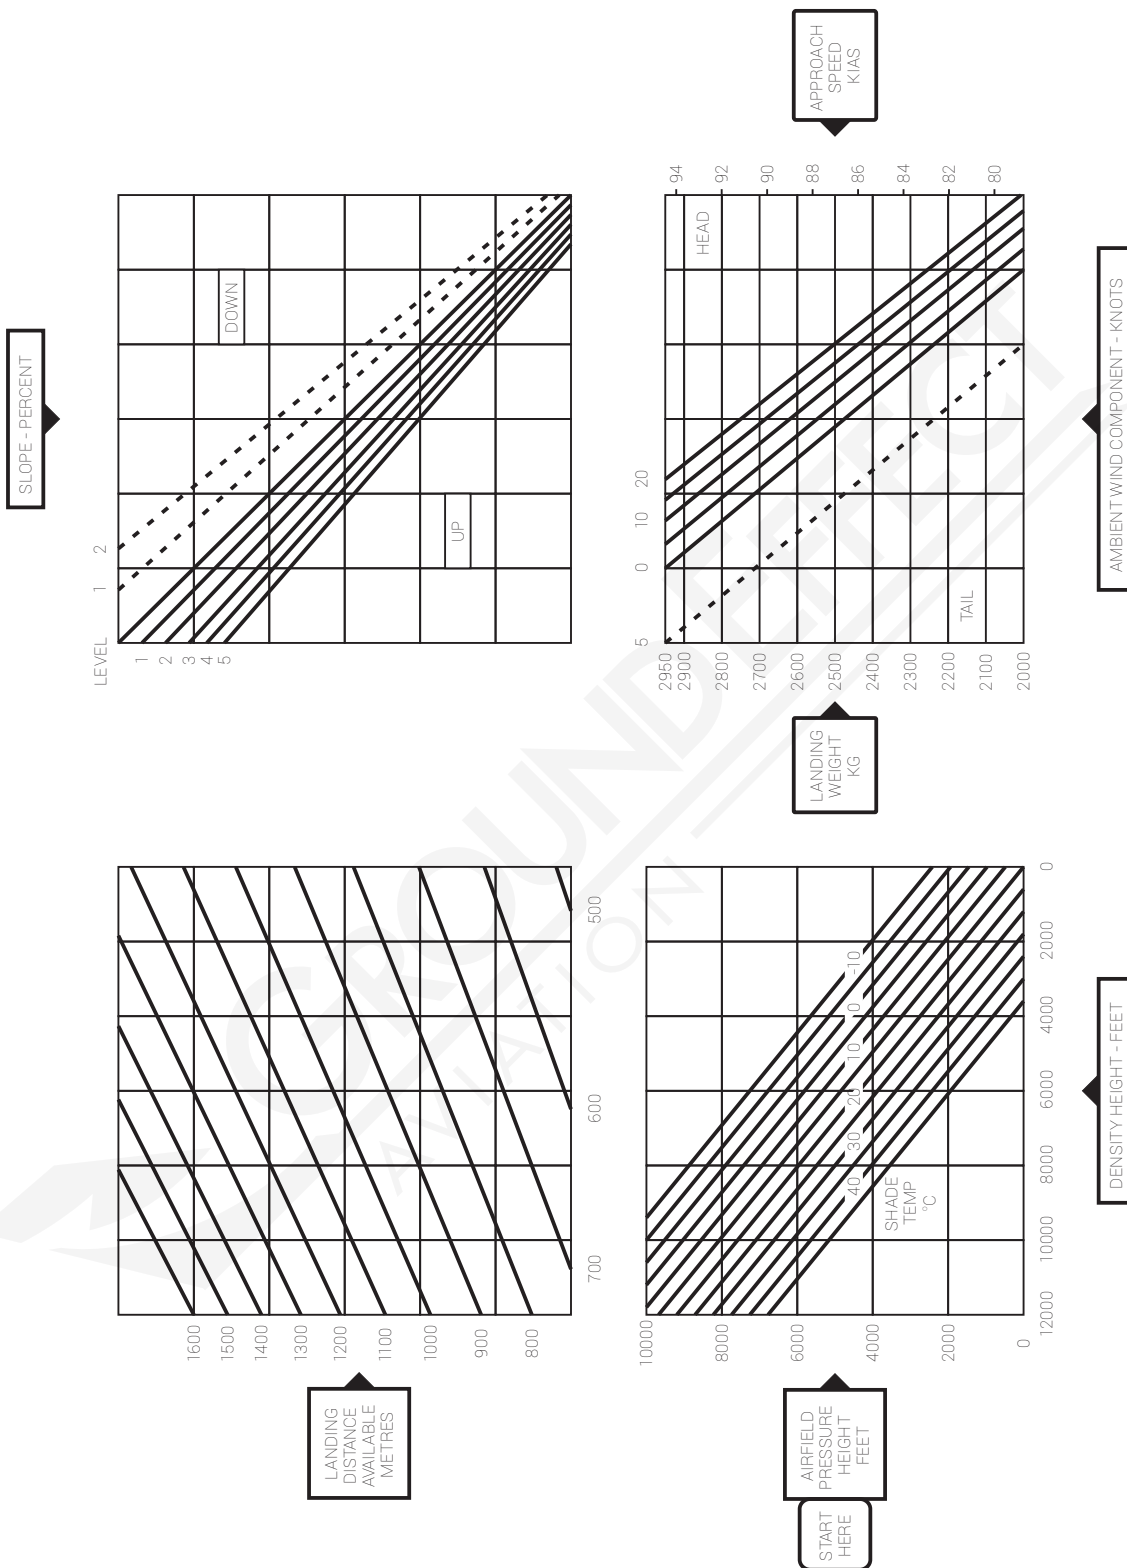 SLOPE - PERCENT
LEVEL
1
2
1
2
3
4
5
DOWN
UP
APPROACH
SPEED
KIAS
94
92
90
88
86
84
82
80
HEAD
TAIL
5
0
10
20
2950
2900
2800
2700
2600
2500
2400
2300
2200
2100
2000
LANDING
WEIGHT
KG
AMBIENT WIND COMPONENT - KNOTS
LANDING
DISTANCE
AVAILABLE
METRES
1600
1500
1400
1300
1200
1100
1000
900
800
700
600
500
START
HERE
AIRFIELD
PRESSURE
HEIGHT
FEET
10000
8000
6000
4000
2000
0
40
30
20
10
0
-10
SHADE
TEMP
°C
12000
10000
8000
6000
4000
2000
0
DENSITY HEIGHT - FEET
GROUND EFFECT
AVIATION